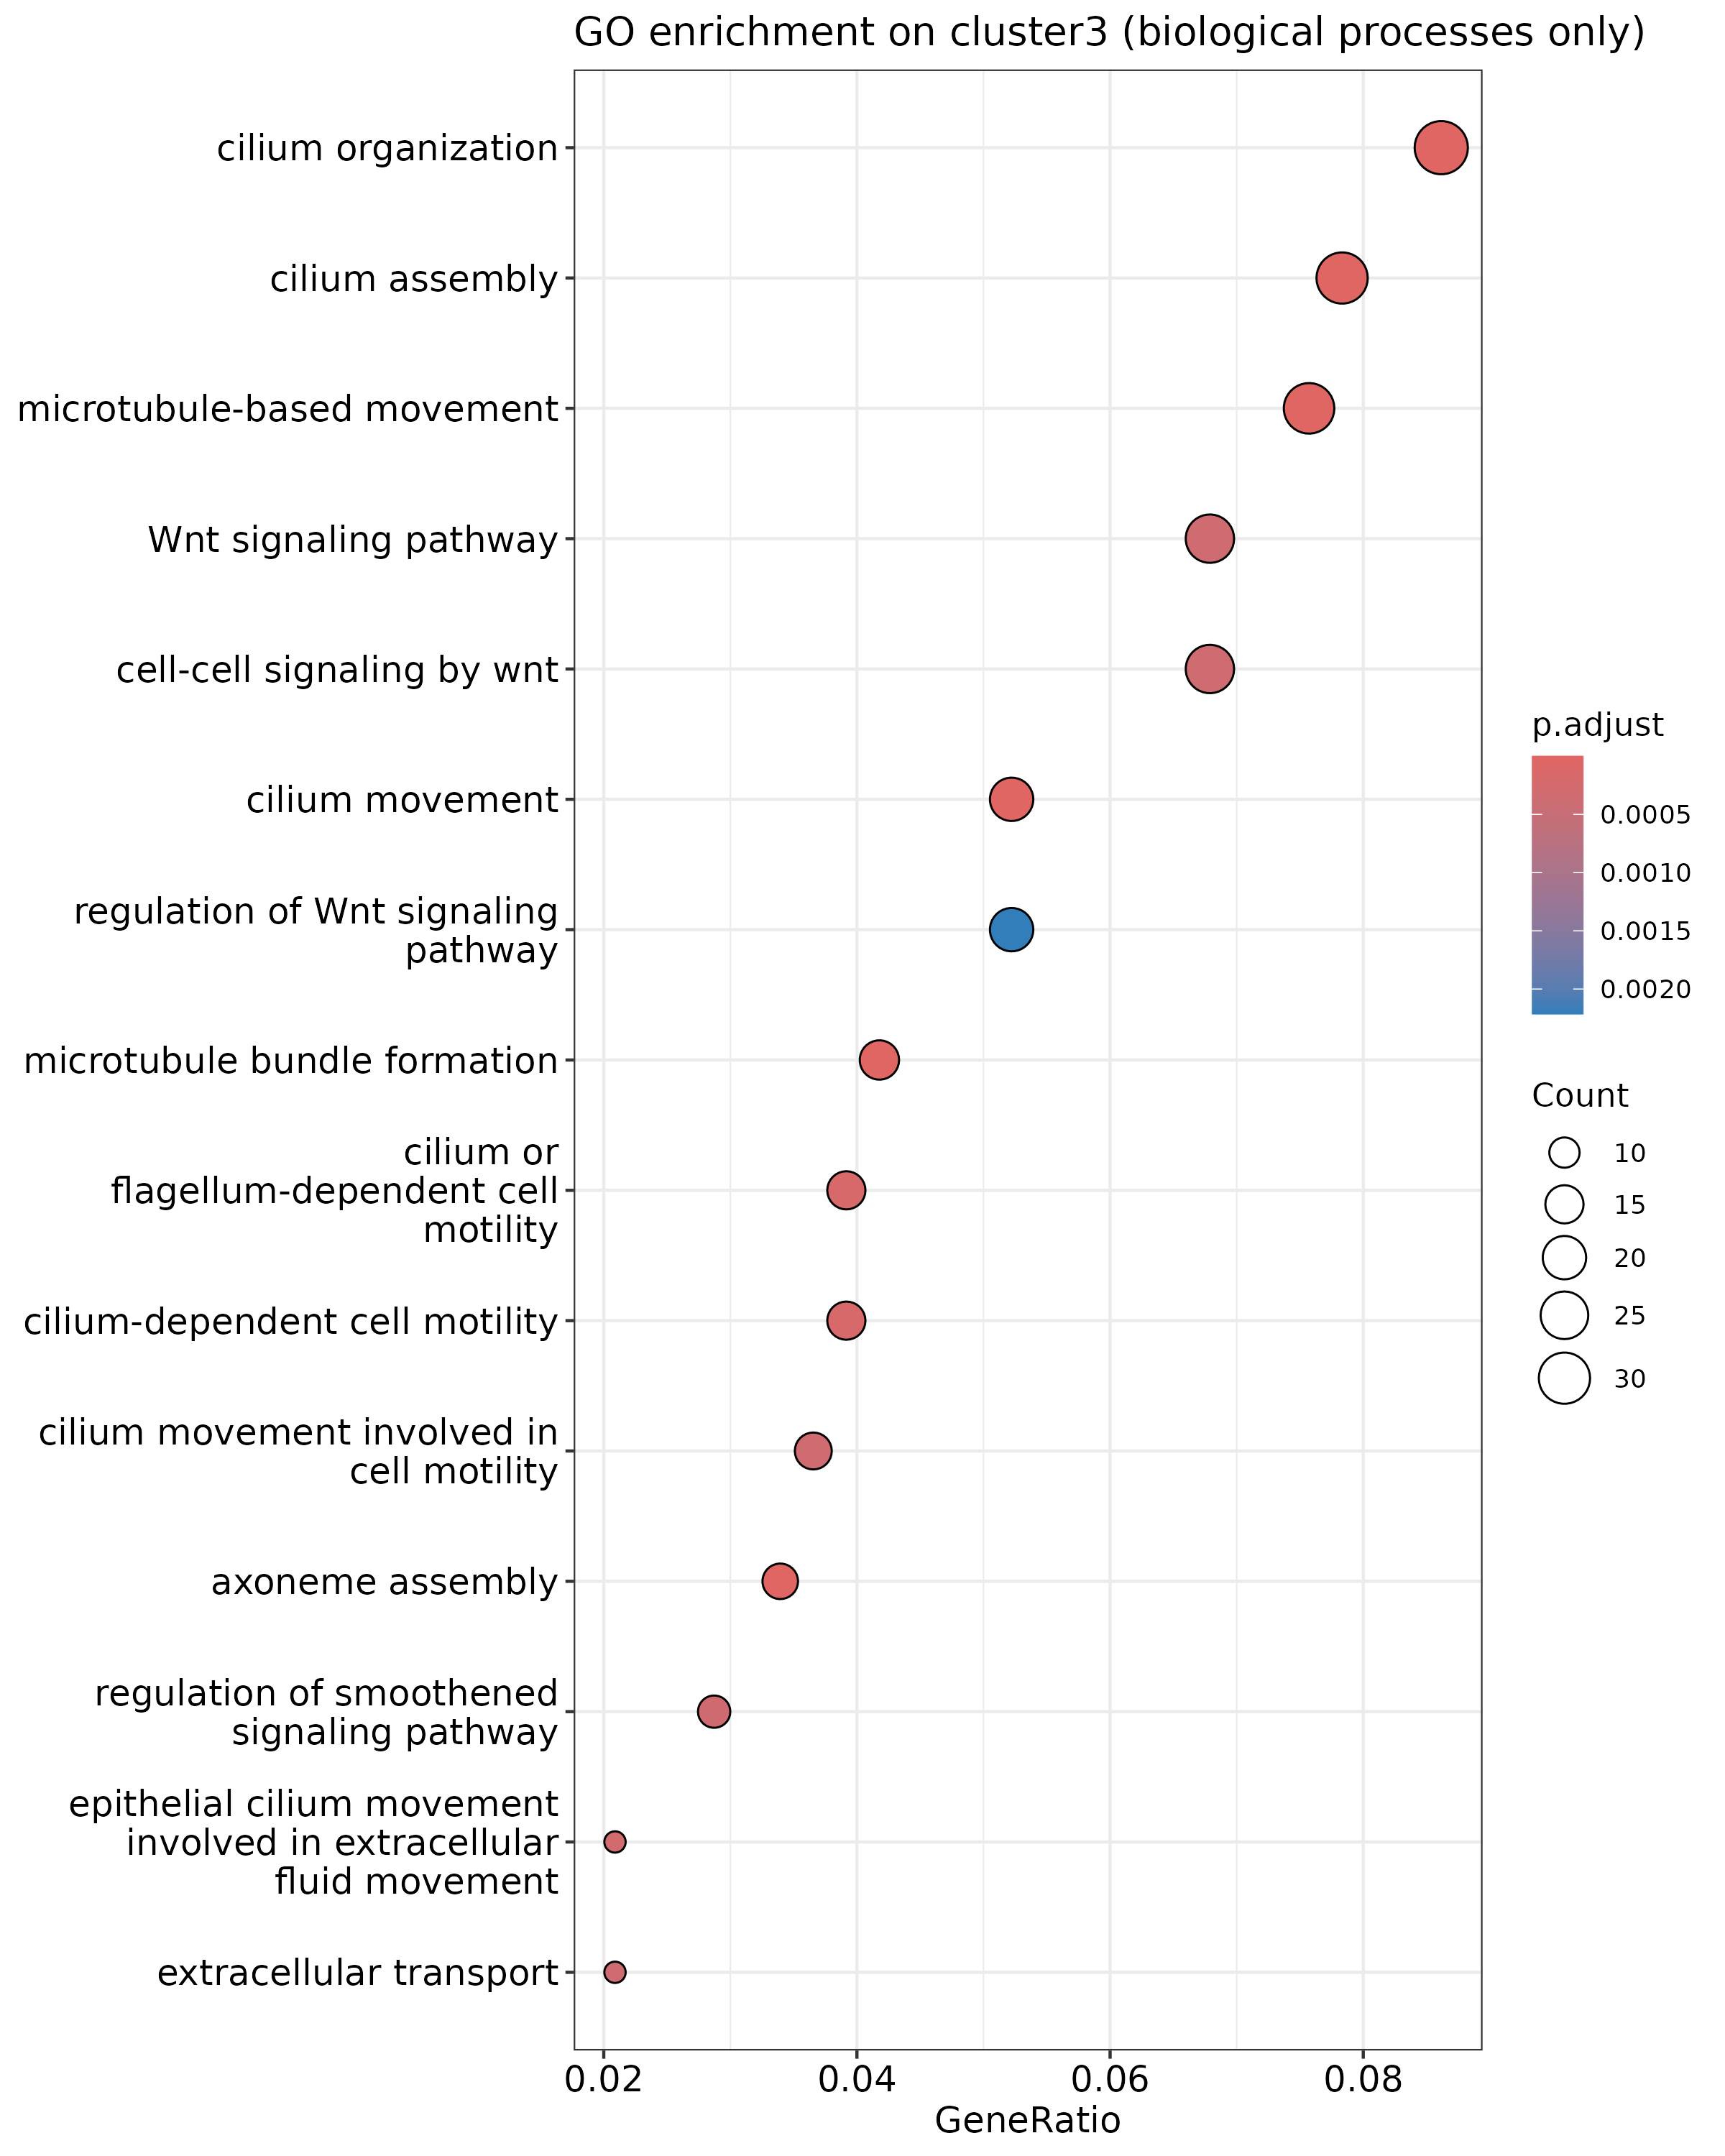 GO enrichment on cluster3 (biological processes only)
cilium organization
cilium assembly
microtubule-based movement
Wnt signaling pathway
cell-cell signaling by wnt
cilium movement
regulation of Wnt signaling
pathway
microtubule bundle formation
cilium or
flagellum-dependent cell
motility
cilium-dependent cell motility
cilium movement involved in
cell motility
axoneme assembly
regulation of smoothened
signaling pathway
epithelial cilium movement
involved in extracellular
fluid movement
extracellular transport
0.02
0.04
0.06
0.08
GeneRatio
p.adjust
0.0005
0.0010
0.0015
0.0020
Count
10
15
20
25
30